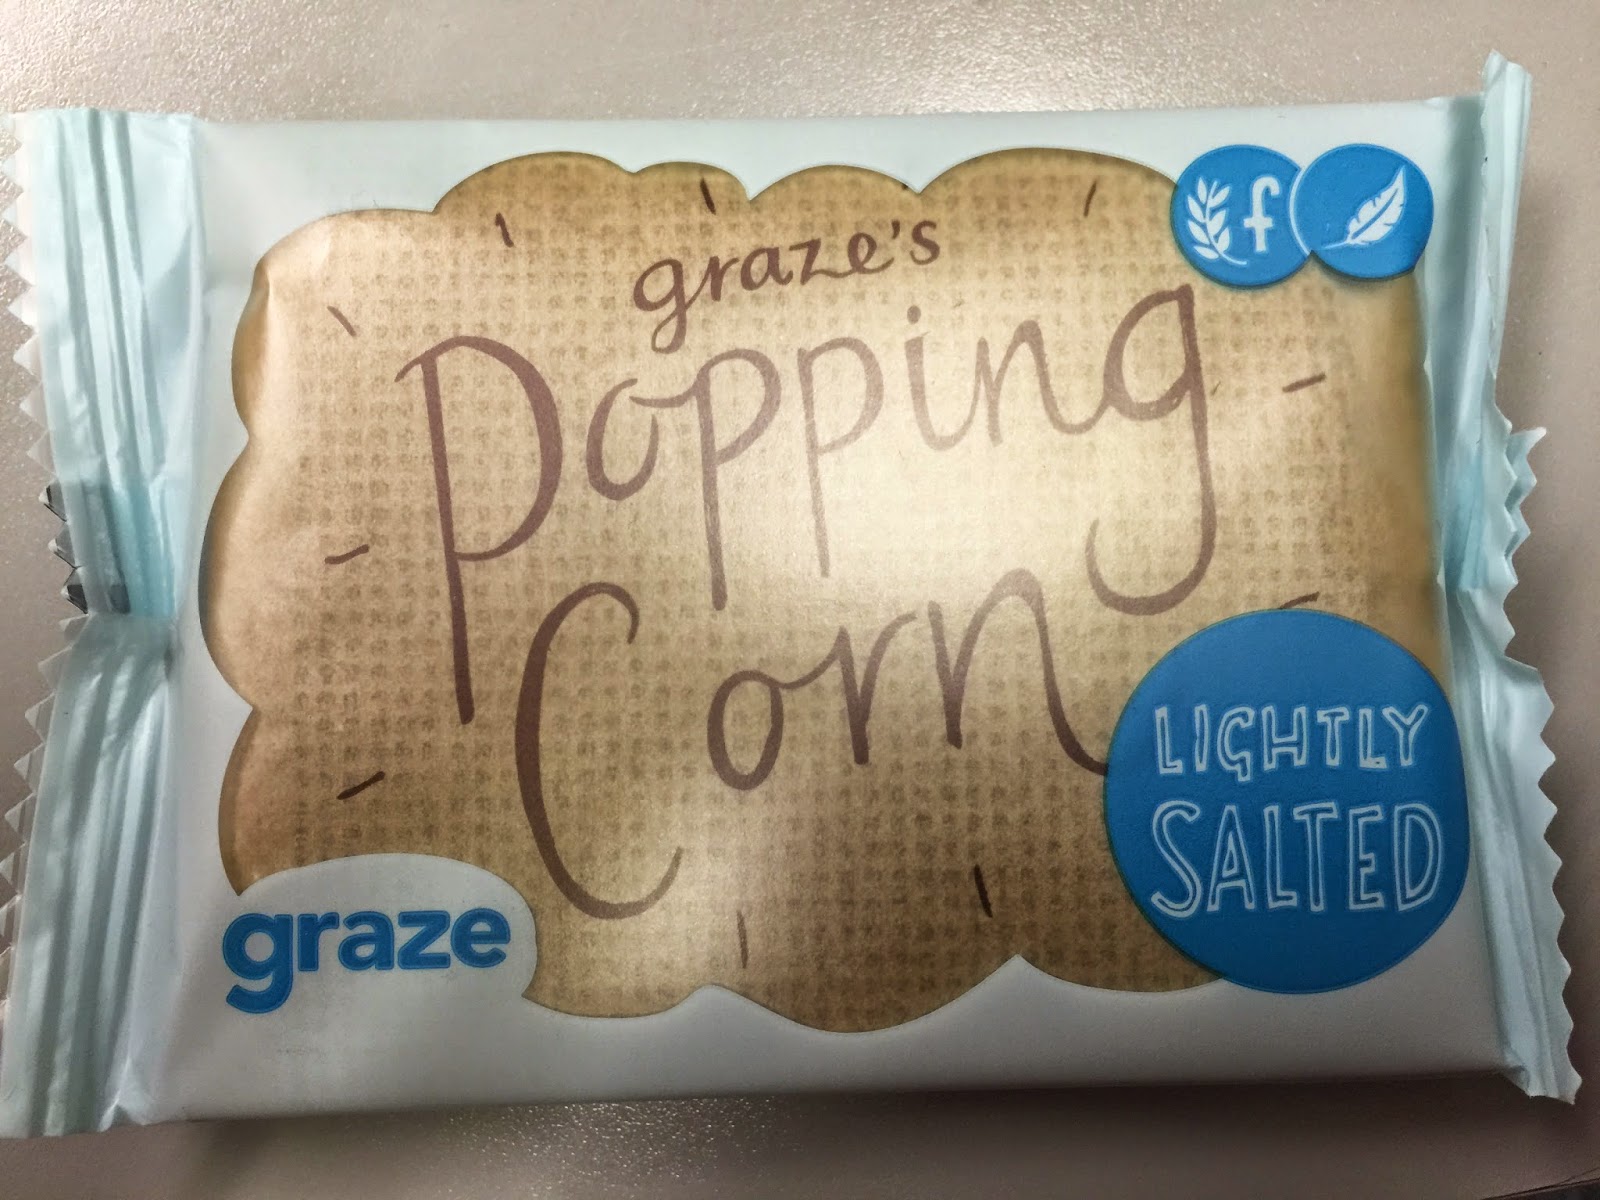 graze's
Popping
Corn
f
LIGHTLY
SALTED
graze